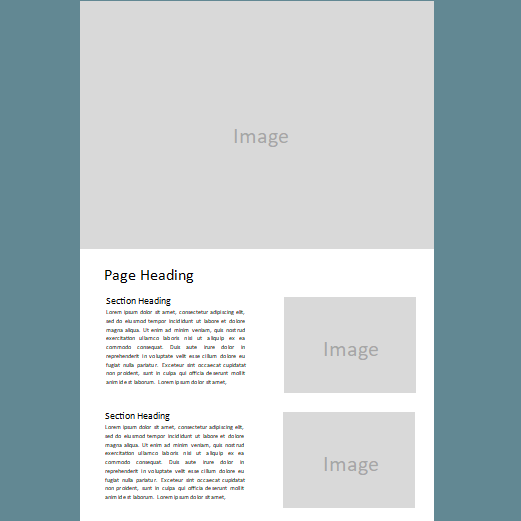 Image
Page Heading
Section Heading
Lorem ipsum dolor sit amet, consectetur adipiscing elit,
sed do eiusmod tempor incididunt ut labore et dolore
magna aliqua. Ut enim ad minim veniam, quis nostrud
exercitation ullamco laboris nisi ut aliquip ex ea
commodo consequat. Duis aute irure dolor in
reprehenderit in voluptate velit esse cillum dolore eu
fugiat nulla pariatur. Excepteur sint occaecat cupidatat
non proident, sunt in culpa qui officia deserunt mollit
anim id est laborum. Lorem ipsum dolor sit amet,
Image
Section Heading
Lorem ipsum dolor sit amet, consectetur adipiscing elit,
sed do eiusmod tempor incididunt ut labore et dolore
magna aliqua. Ut enim ad minim veniam, quis nostrud
exercitation ullamco laboris nisi ut aliquip ex ea
commodo consequat. Duis aute irure dolor in
reprehenderit in voluptate velit esse cillum dolore eu
fugiat nulla pariatur. Excepteur sint occaecat cupidatat
non proident, sunt in culpa qui officia deserunt mollit
anim id est laborum. Lorem ipsum dolor sit amet,
Image